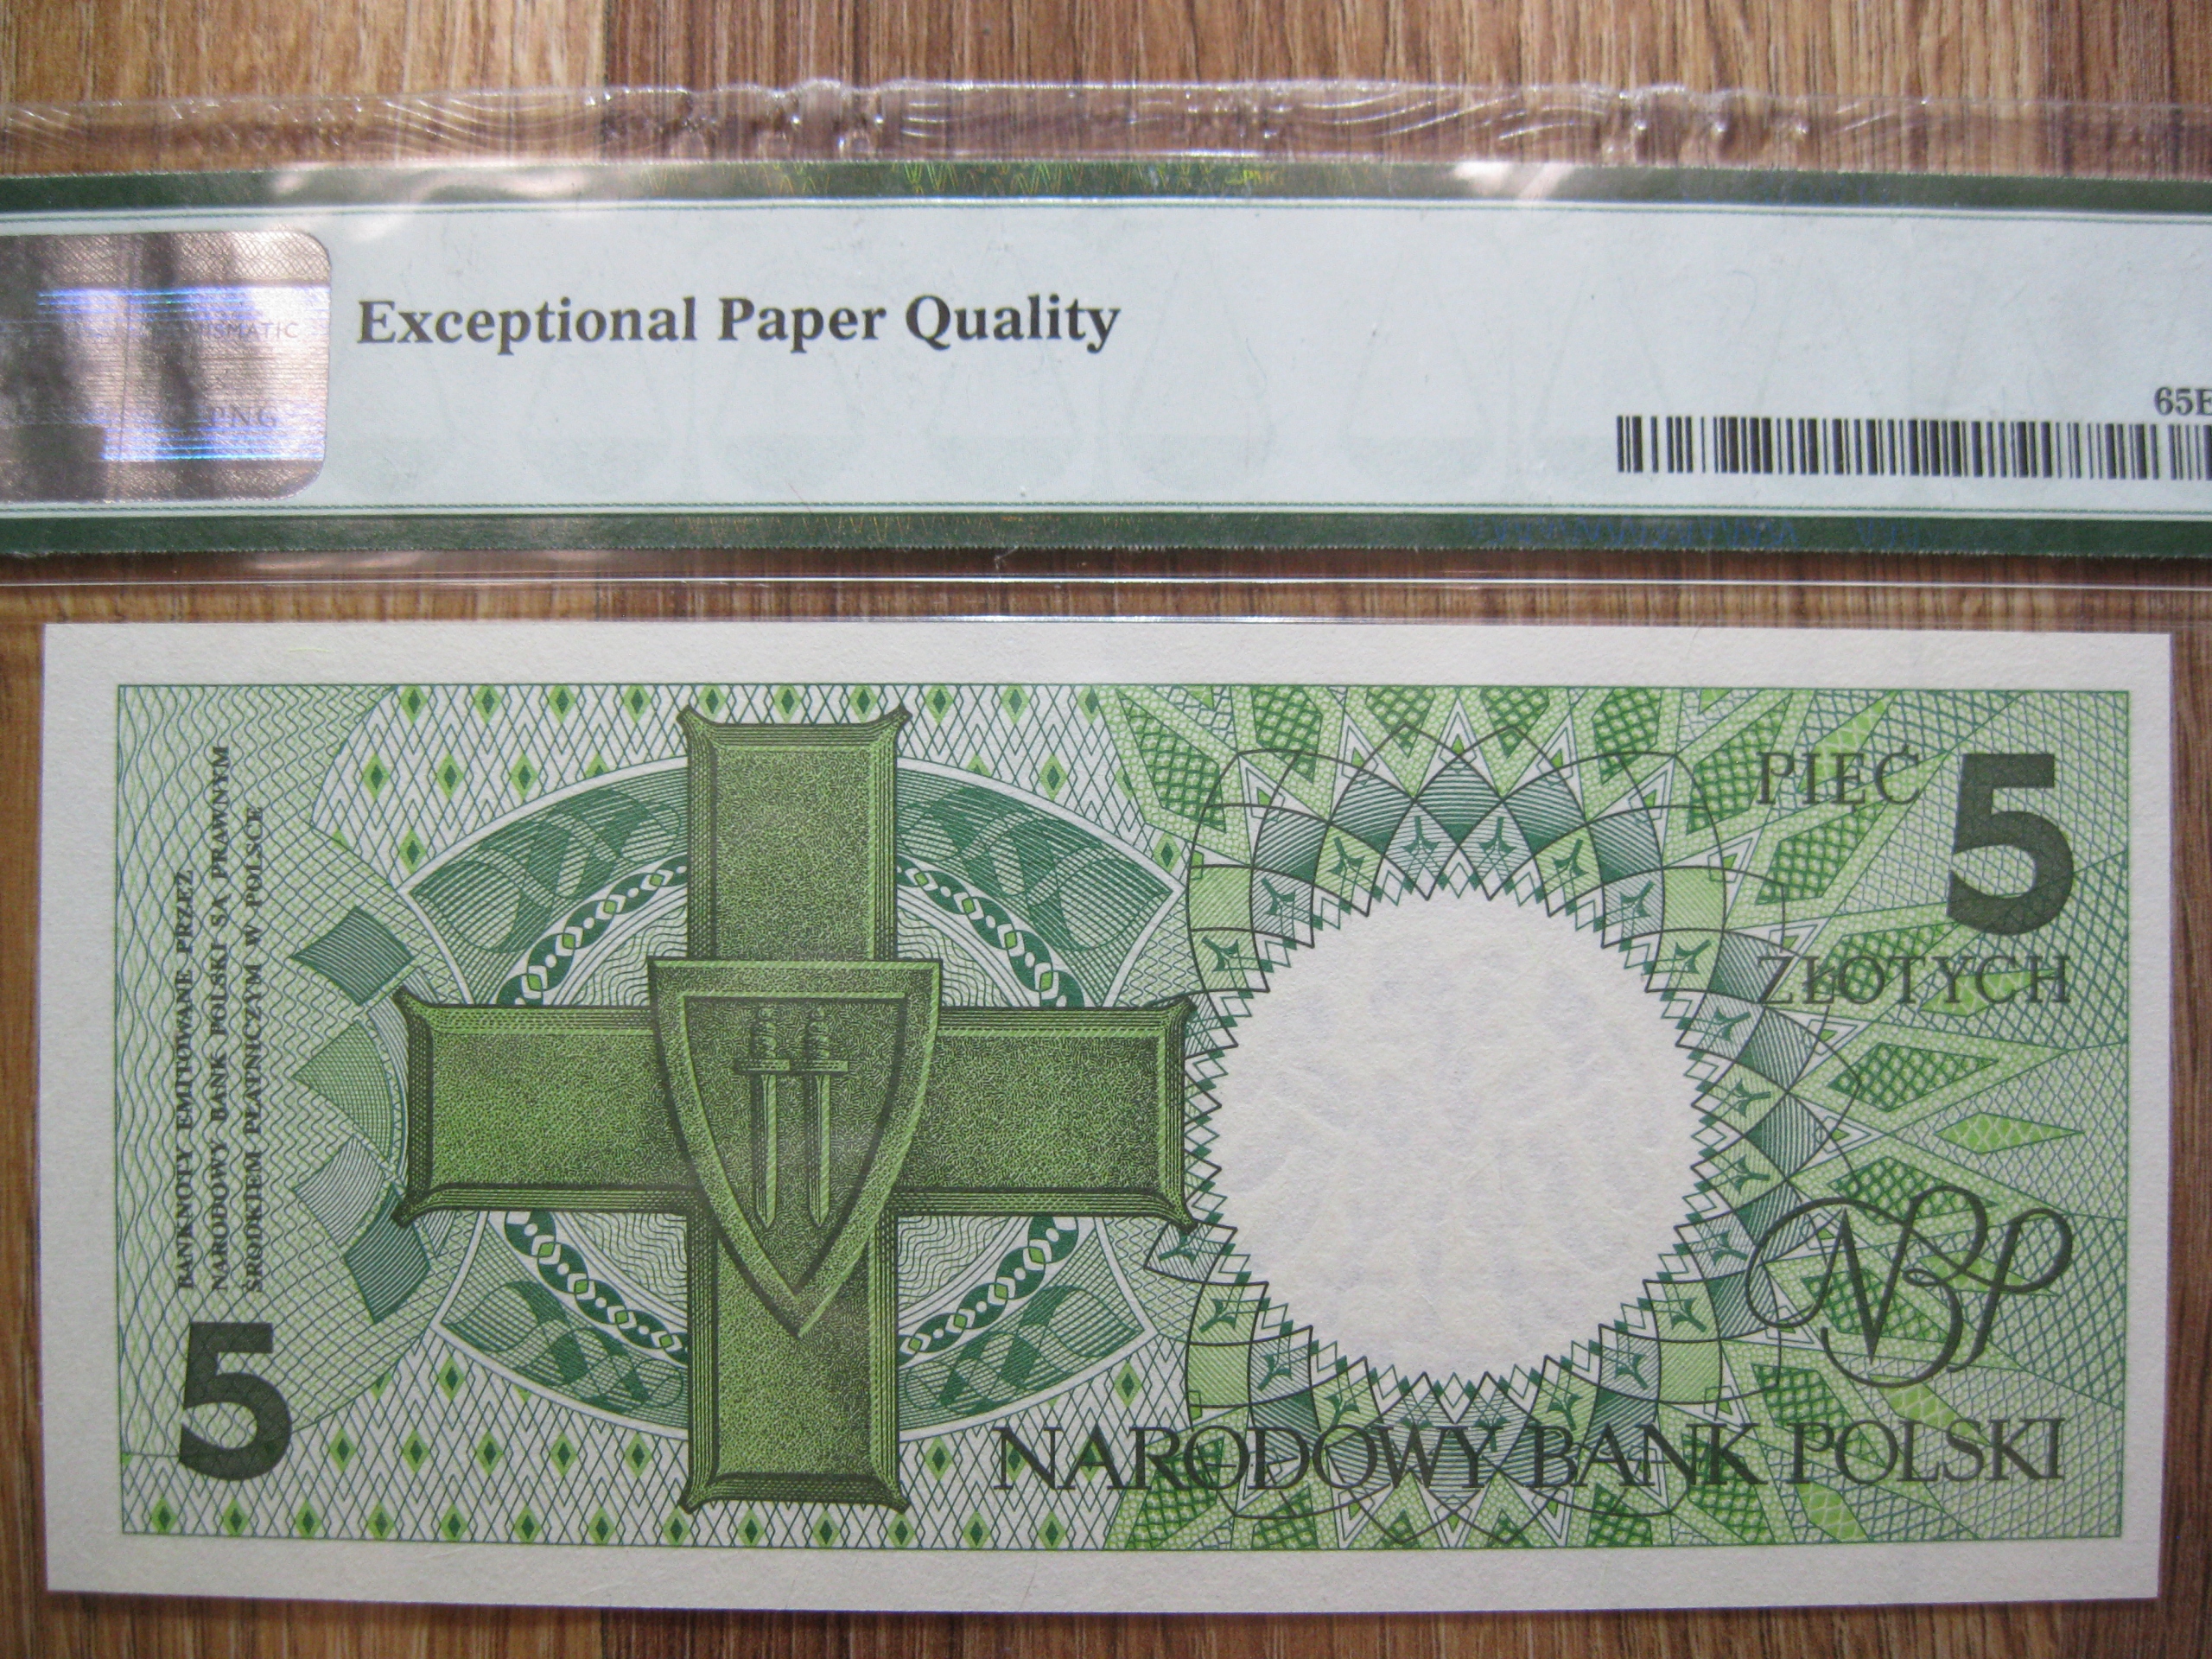 Exceptional Paper Quality
PNG
65E
BANKNOTY EMITOWANE PRZEZ
NARODOWY BANK POLSKI SĄ PRAWNYM
ŚRODKIEM PŁATNICZYM W POLSCE
5
PIĘĆ
5
ZŁOTYCH
NBP
NARODOWY BANK POLSKI